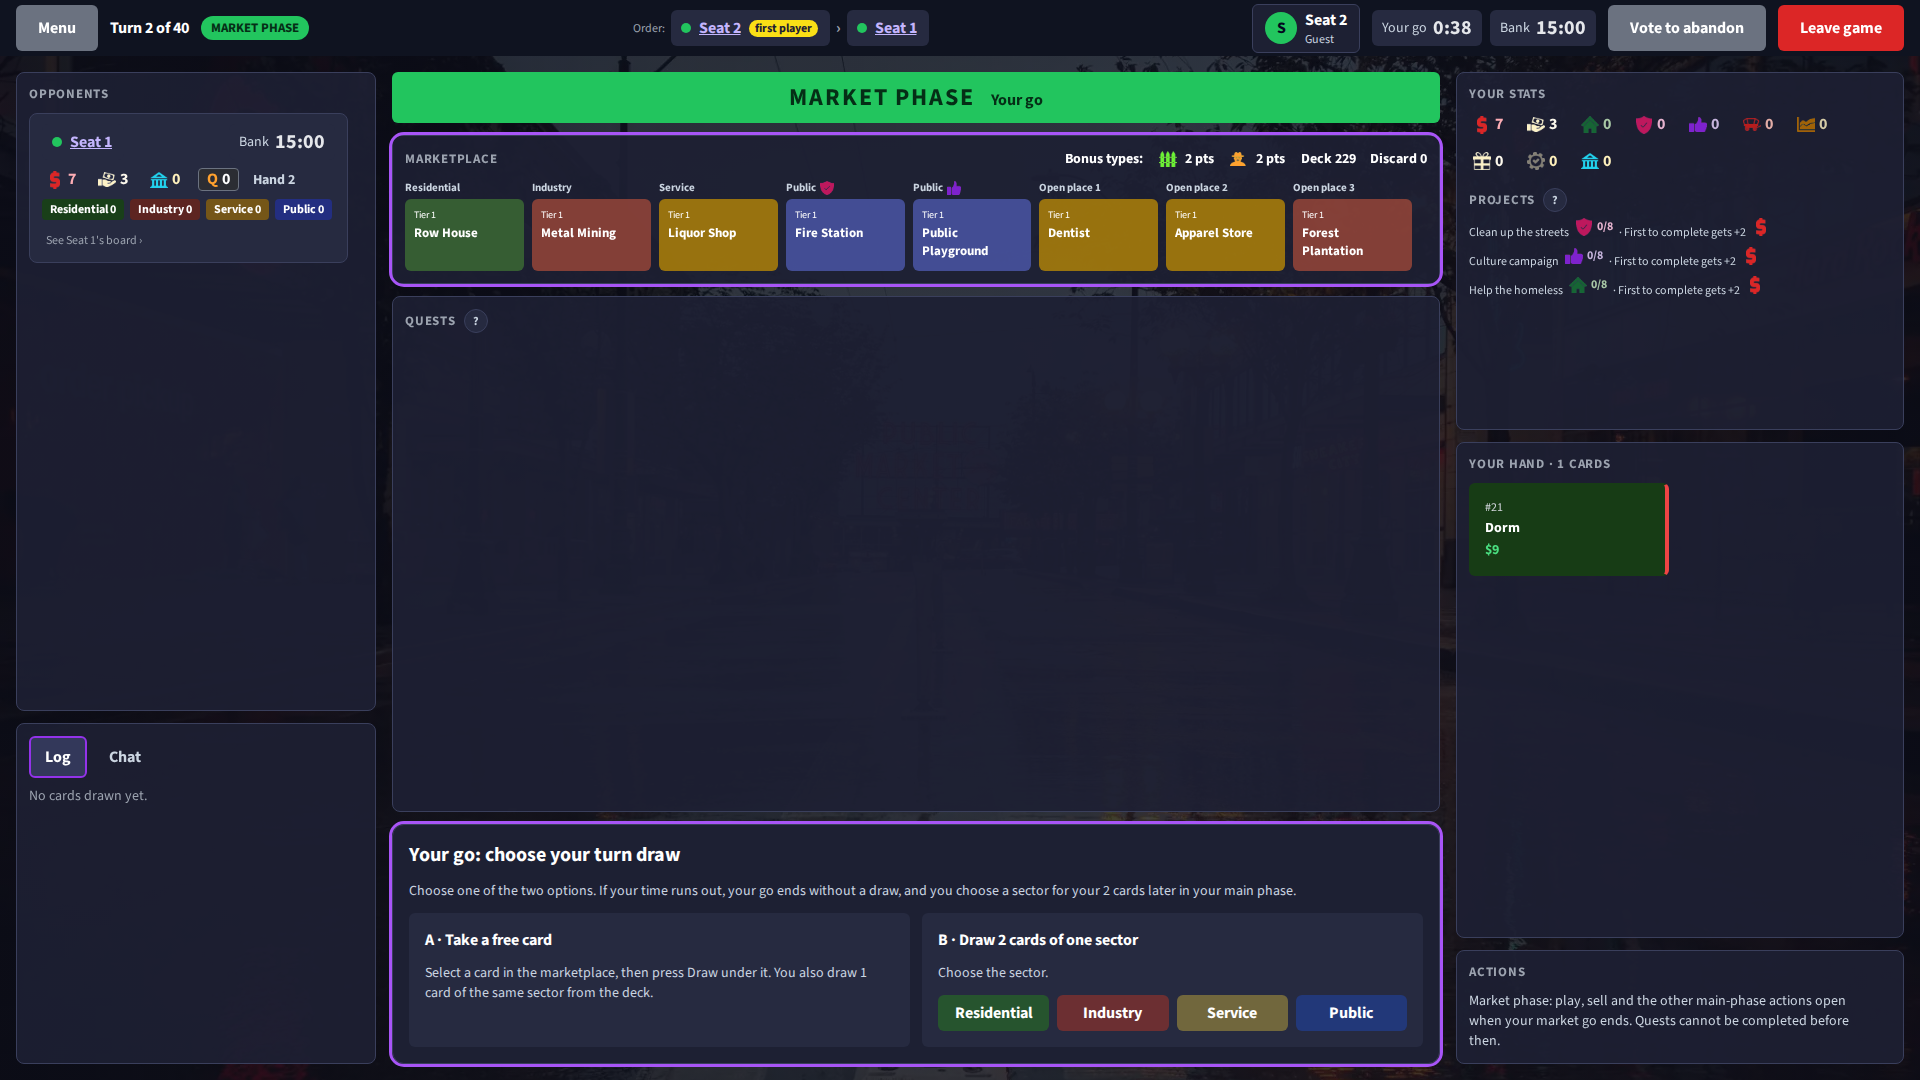 Menu
Turn 2 of 40
MARKET PHASE
Order:
Seat 2
first player
›
Seat 1
S
Seat 2
Guest
Your go 0:38
Bank 15:00
Vote to abandon
Leave game
OPPONENTS
Seat 1
Bank 15:00
7
3
0
Q 0
Hand 2
Residential 0
Industry 0
Service 0
Public 0
See Seat 1's board ›
Log
Chat
No cards drawn yet.
MARKET PHASE Your go
MARKETPLACE
Bonus types:
2 pts
2 pts
Deck 229
Discard 0
Residential
Tier 1
Row House
Industry
Tier 1
Metal Mining
Service
Tier 1
Liquor Shop
Public
Tier 1
Fire Station
Public
Tier 1
Public
Playground
Open place 1
Tier 1
Dentist
Open place 2
Tier 1
Apparel Store
Open place 3
Tier 1
Forest
Plantation
QUESTS ?
Your go: choose your turn draw
Choose one of the two options. If your time runs out, your go ends without a draw, and you choose a sector for your 2 cards later in your main phase.
A · Take a free card
Select a card in the marketplace, then press Draw under it. You also draw 1
card of the same sector from the deck.
B · Draw 2 cards of one sector
Choose the sector.
Residential
Industry
Service
Public
YOUR STATS
$ 7
3
0
0
0
0
0
0
0
0
PROJECTS ?
Clean up the streets 0/8 · First to complete gets +2 $
Culture campaign 0/8 · First to complete gets +2 $
Help the homeless 0/8 · First to complete gets +2 $
YOUR HAND · 1 CARDS
#21
Dorm
$9
ACTIONS
Market phase: play, sell and the other main-phase actions open
when your market go ends. Quests cannot be completed before
then.